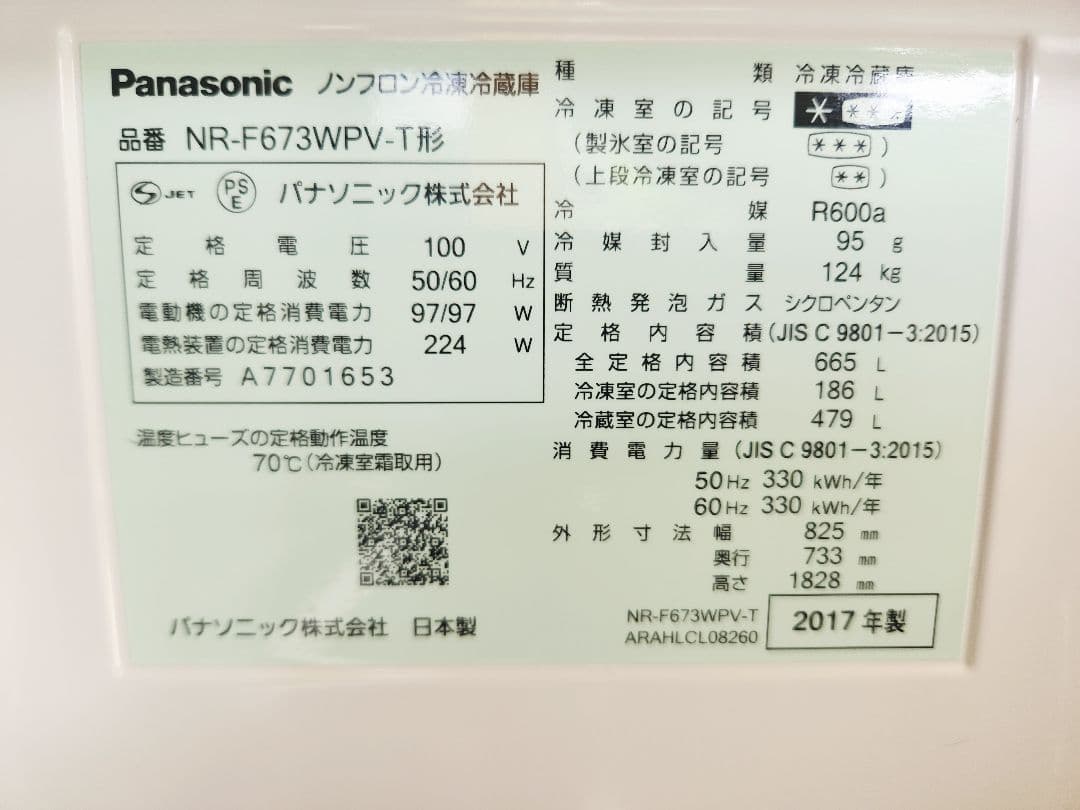 Panasonic ノンフロン冷凍冷蔵庫
品番 NR-F673WPV-T形
S JET PSE パナソニック株式会社
定格電圧 100 V
定格周波数 50/60 Hz
電動機の定格消費電力 97/97 W
電熱装置の定格消費電力 224 W
製造番号 A7701653
温度ヒューズの定格動作温度
70℃(冷凍室霜取用)
パナソニック株式会社 日本製
種類 冷凍冷蔵庫
冷凍室の記号 * ***
(製氷室の記号 ***)
(上段冷凍室の記号 **)
冷媒 R600a
冷媒封入量 95 g
質量 124 kg
断熱発泡ガス シクロペンタン
定格内容積(JIS C 9801-3:2015)
全定格内容積 665 L
冷凍室の定格内容積 186 L
冷蔵室の定格内容積 479 L
消費電力量(JIS C 9801-3:2015)
50Hz 330 kWh/年
60Hz 330 kWh/年
外形寸法 幅 825 mm
奥行 733 mm
高さ 1828 mm
NR-F673WPV-T
ARAHLCL08260
2017年製